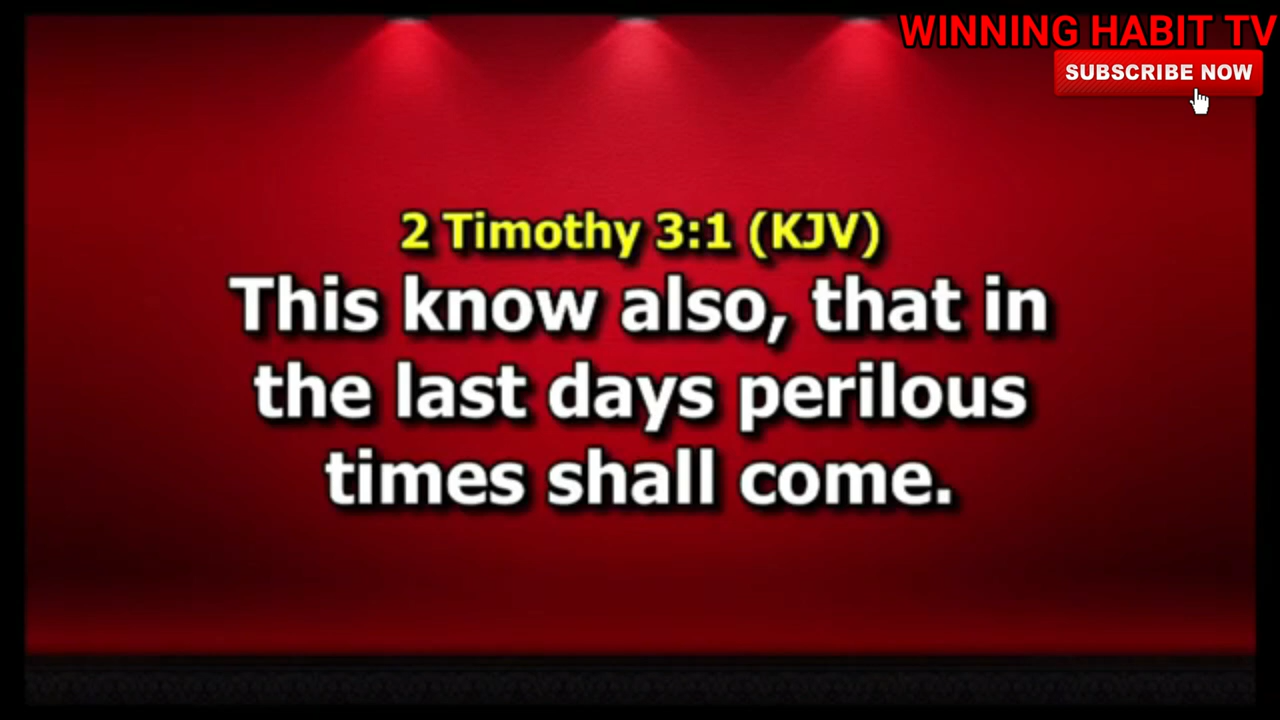 WINNING HABIT TV
SUBSCRIBE NOW
2 Timothy 3:1 (KJV)
This know also, that in
the last days perilous
times shall come.